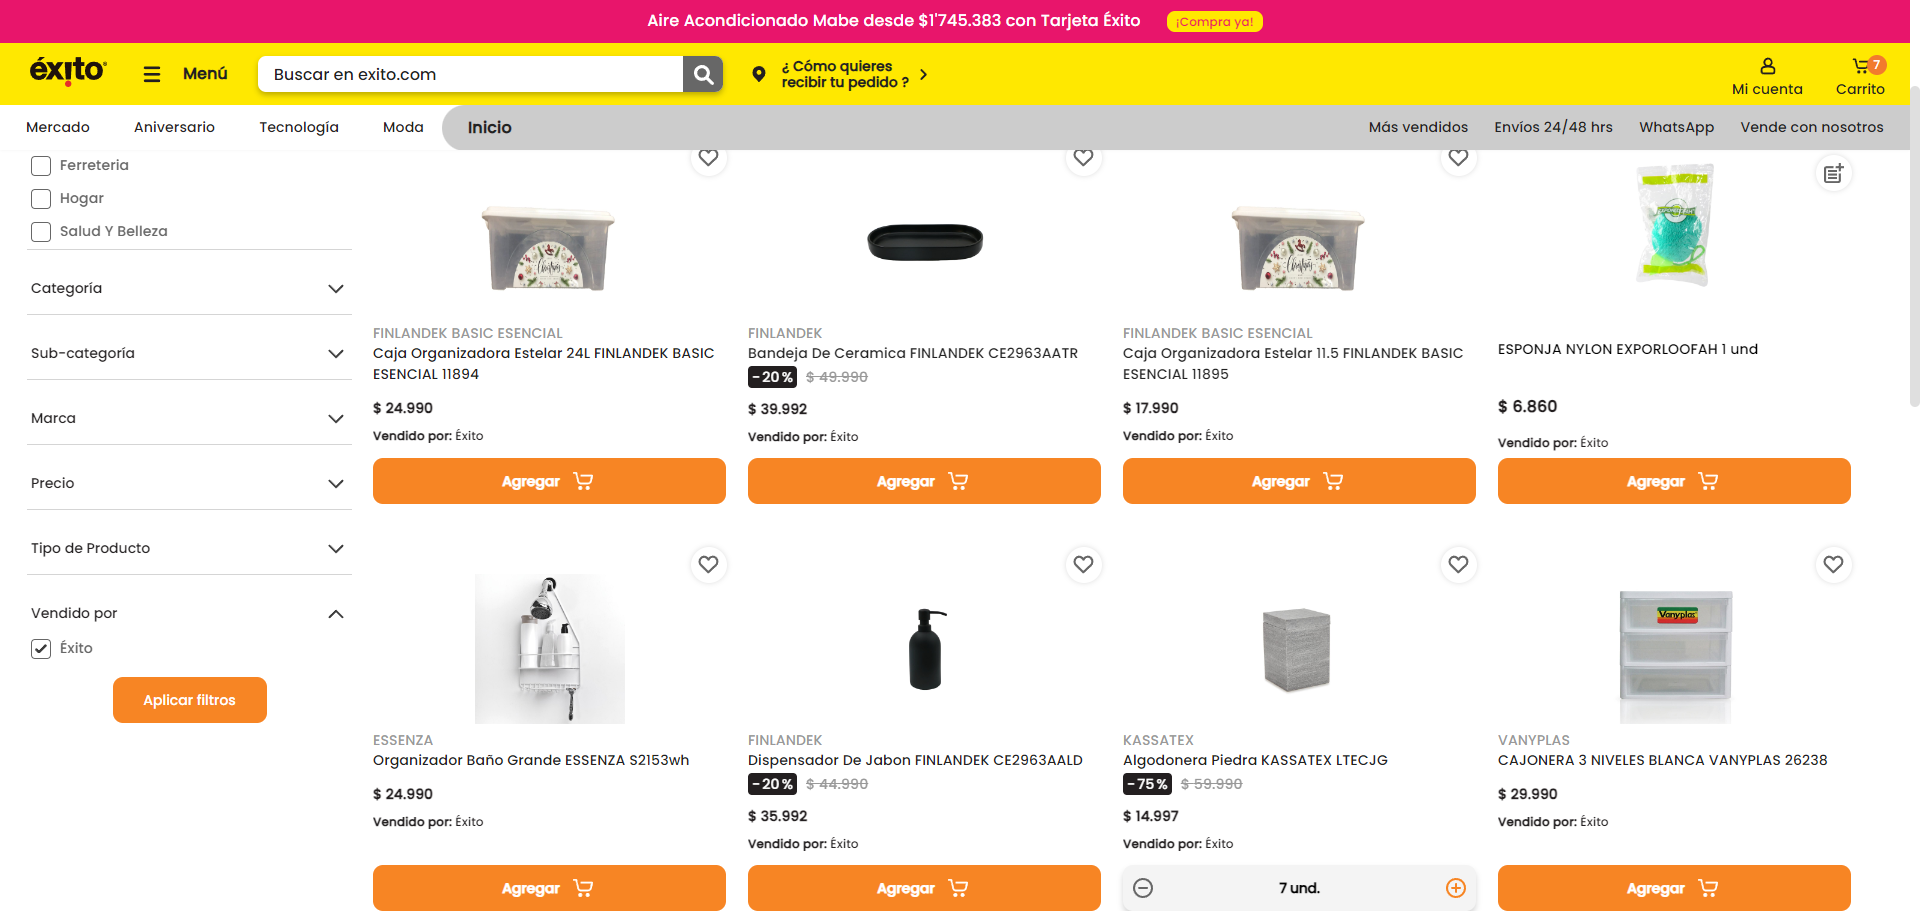 Aire Acondicionado Mabe desde $1'745.383 con Tarjeta Éxito ¡Compra ya!
éxito
Menú
Buscar en exito.com
¿ Cómo quieres
recibir tu pedido ?
Mi cuenta
7
Carrito
Mercado Aniversario Tecnología Moda Inicio Más vendidos Envíos 24/48 hrs WhatsApp Vende con nosotros
Ferreteria
Hogar
Salud Y Belleza
Categoría
Sub-categoría
Marca
Precio
Tipo de Producto
Vendido por
Éxito
Aplicar filtros
FINLANDEK BASIC ESENCIAL
Caja Organizadora Estelar 24L FINLANDEK BASIC
ESENCIAL 11894
$ 24.990
Vendido por: Éxito
Agregar
FINLANDEK
Bandeja De Ceramica FINLANDEK CE2963AATR
-20% $ 49.990
$ 39.992
Vendido por: Éxito
Agregar
FINLANDEK BASIC ESENCIAL
Caja Organizadora Estelar 11.5 FINLANDEK BASIC
ESENCIAL 11895
$ 17.990
Vendido por: Éxito
Agregar
ESPONJA NYLON EXPORLOOFAH 1 und
$ 6.860
Vendido por: Éxito
Agregar
ESSENZA
Organizador Baño Grande ESSENZA S2153wh
$ 24.990
Vendido por: Éxito
Agregar
FINLANDEK
Dispensador De Jabon FINLANDEK CE2963AALD
-20% $ 44.990
$ 35.992
Vendido por: Éxito
Agregar
KASSATEX
Algodonera Piedra KASSATEX LTECJG
-75% $ 59.990
$ 14.997
Vendido por: Éxito
7 und.
Vanyplas
VANYPLAS
CAJONERA 3 NIVELES BLANCA VANYPLAS 26238
$ 29.990
Vendido por: Éxito
Agregar